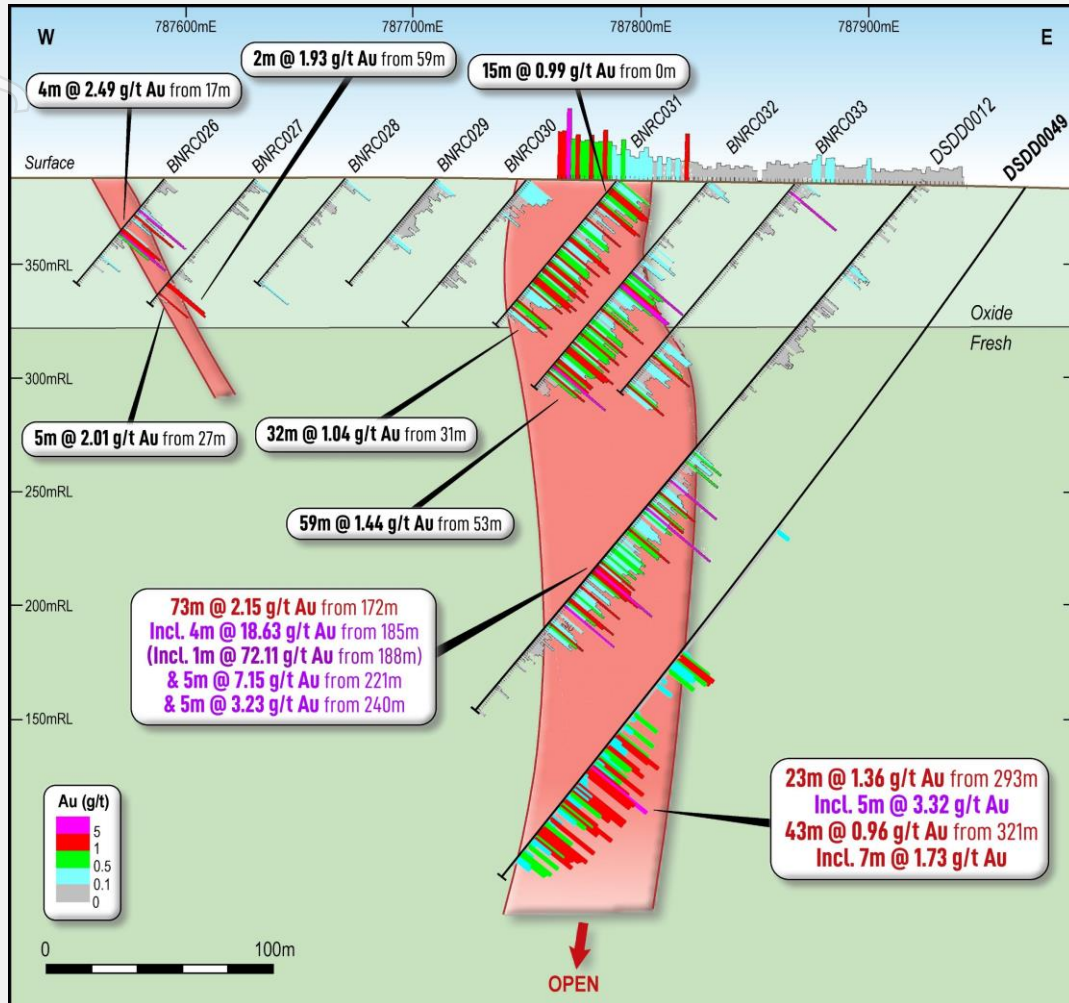 W
787600mE
787700mE
787800mE
787900mE
E
2m @ 1.93 g/t Au from 59m
15m @ 0.99 g/t Au from 0m
4m @ 2.49 g/t Au from 17m
Surface
BNRC026
BNRC027
BNRC028
BNRC029
BNRC030
BNRC031
BNRC032
BNRC033
DSDD0012
DSDD0049
350mRL
Oxide
Fresh
300mRL
5m @ 2.01 g/t Au from 27m
32m @ 1.04 g/t Au from 31m
250mRL
59m @ 1.44 g/t Au from 53m
200mRL
73m @ 2.15 g/t Au from 172m
Incl. 4m @ 18.63 g/t Au from 185m
(Incl. 1m @ 72.11 g/t Au from 188m)
& 5m @ 7.15 g/t Au from 221m
& 5m @ 3.23 g/t Au from 240m
150mRL
23m @ 1.36 g/t Au from 293m
Incl. 5m @ 3.32 g/t Au
43m @ 0.96 g/t Au from 321m
Incl. 7m @ 1.73 g/t Au
Au (g/t)
5
1
0.5
0.1
0
0
100m
OPEN